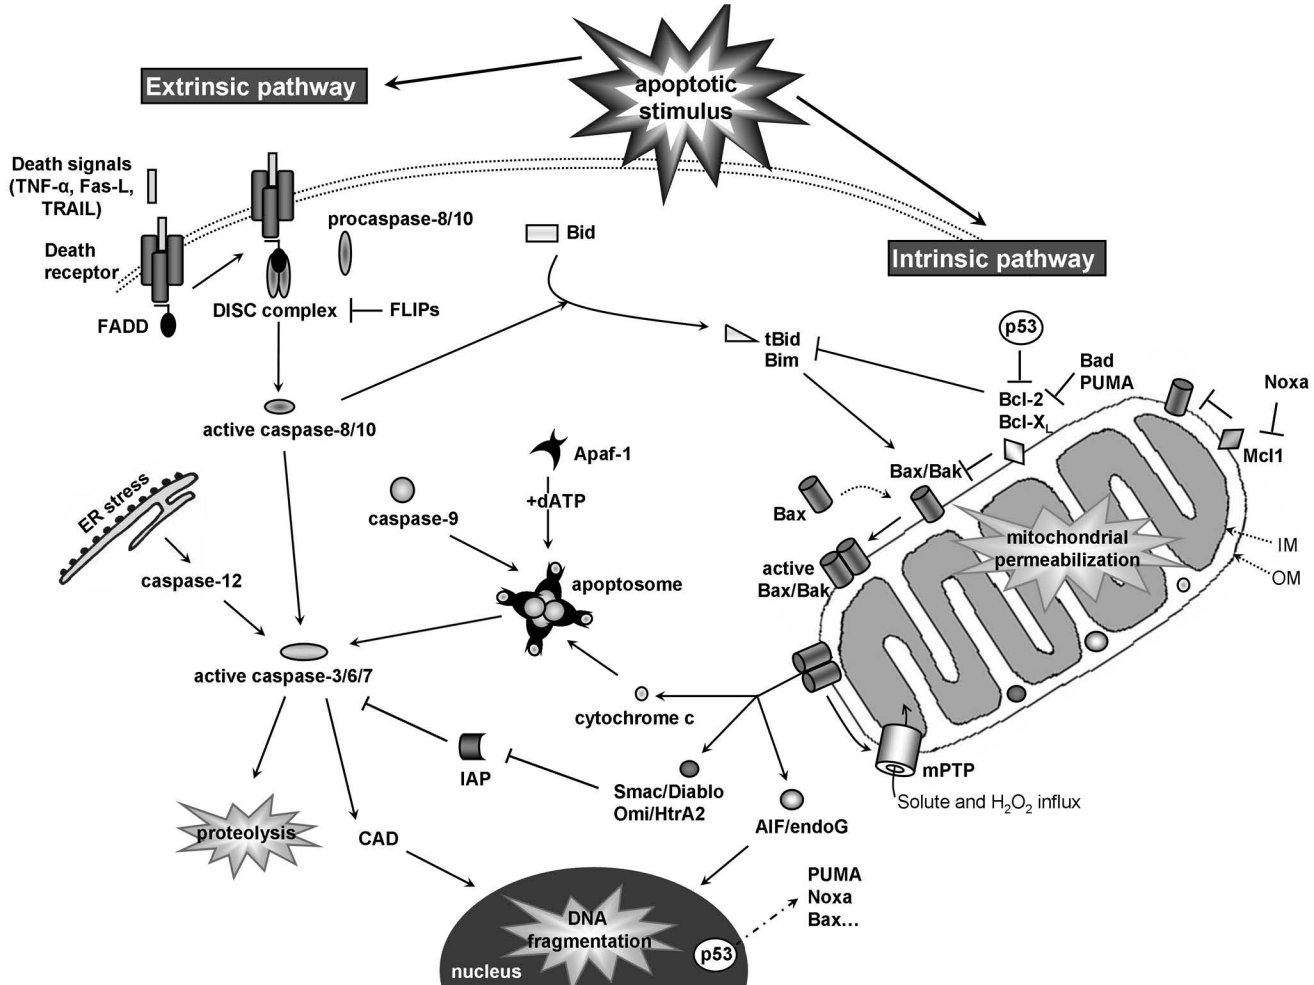 apoptotic
stimulus
Extrinsic pathway
Death signals
(TNF-α, Fas-L,
TRAIL)
procaspase-8/10
Death
receptor
Bid
Intrinsic pathway
DISC complex
FLIPs
FADD
tBid
Bim
p53
Bad
PUMA
Noxa
Bcl-2
Bcl-X_L
active caspase-8/10
Apaf-1
Mcl1
Bax/Bak
ER stress
+dATP
caspase-9
Bax
mitochondrial
permeabilization
IM
OM
caspase-12
apoptosome
active
Bax/Bak
active caspase-3/6/7
cytochrome c
IAP
mPTP
Smac/Diablo
Omi/HtrA2
Solute and H₂O₂ influx
proteolysis
CAD
AIF/endoG
PUMA
Noxa
Bax...
DNA
fragmentation
p53
nucleus